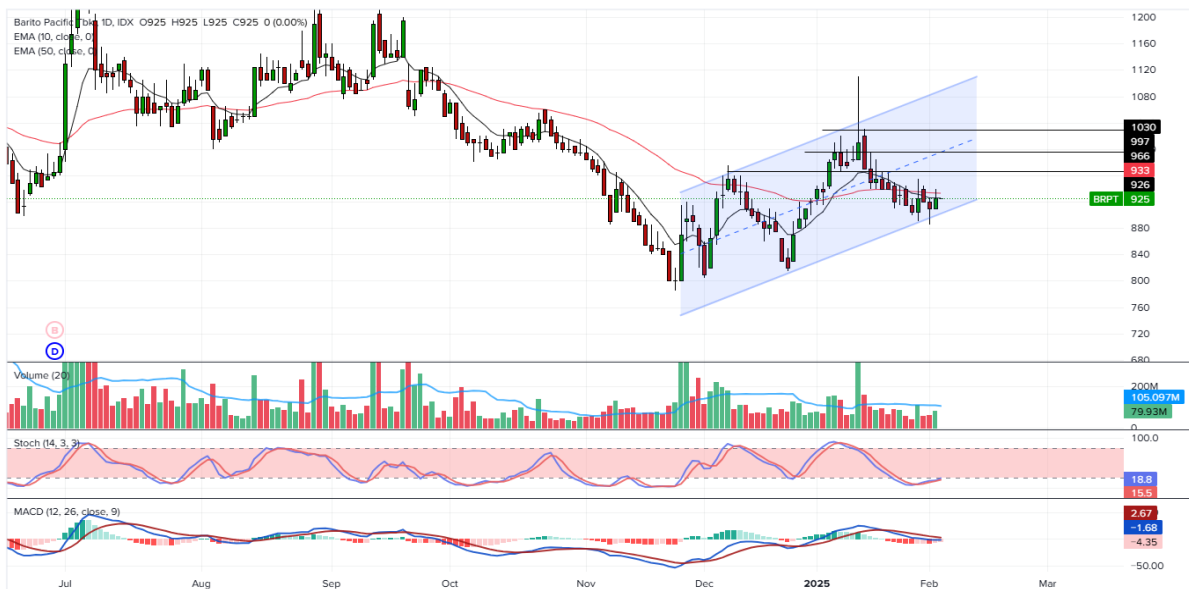 Barito Pacific Tbk, 1D, IDX O925 H925 L925 C925 0 (0.00%)
EMA (10, close, 0)
EMA (50, close, 0)
1200
1160
1120
1080
1030
997
966
933
926
BRPT 925
880
840
800
760
720
680
B
D
Volume (20)
200M
105.097M
79.93M
0
Stoch (14, 3, 3)
100.0
18.8
15.5
MACD (12, 26, close, 9)
2.67
−1.68
−4.35
−50.00
Jul Aug Sep Oct Nov Dec 2025 Feb Mar